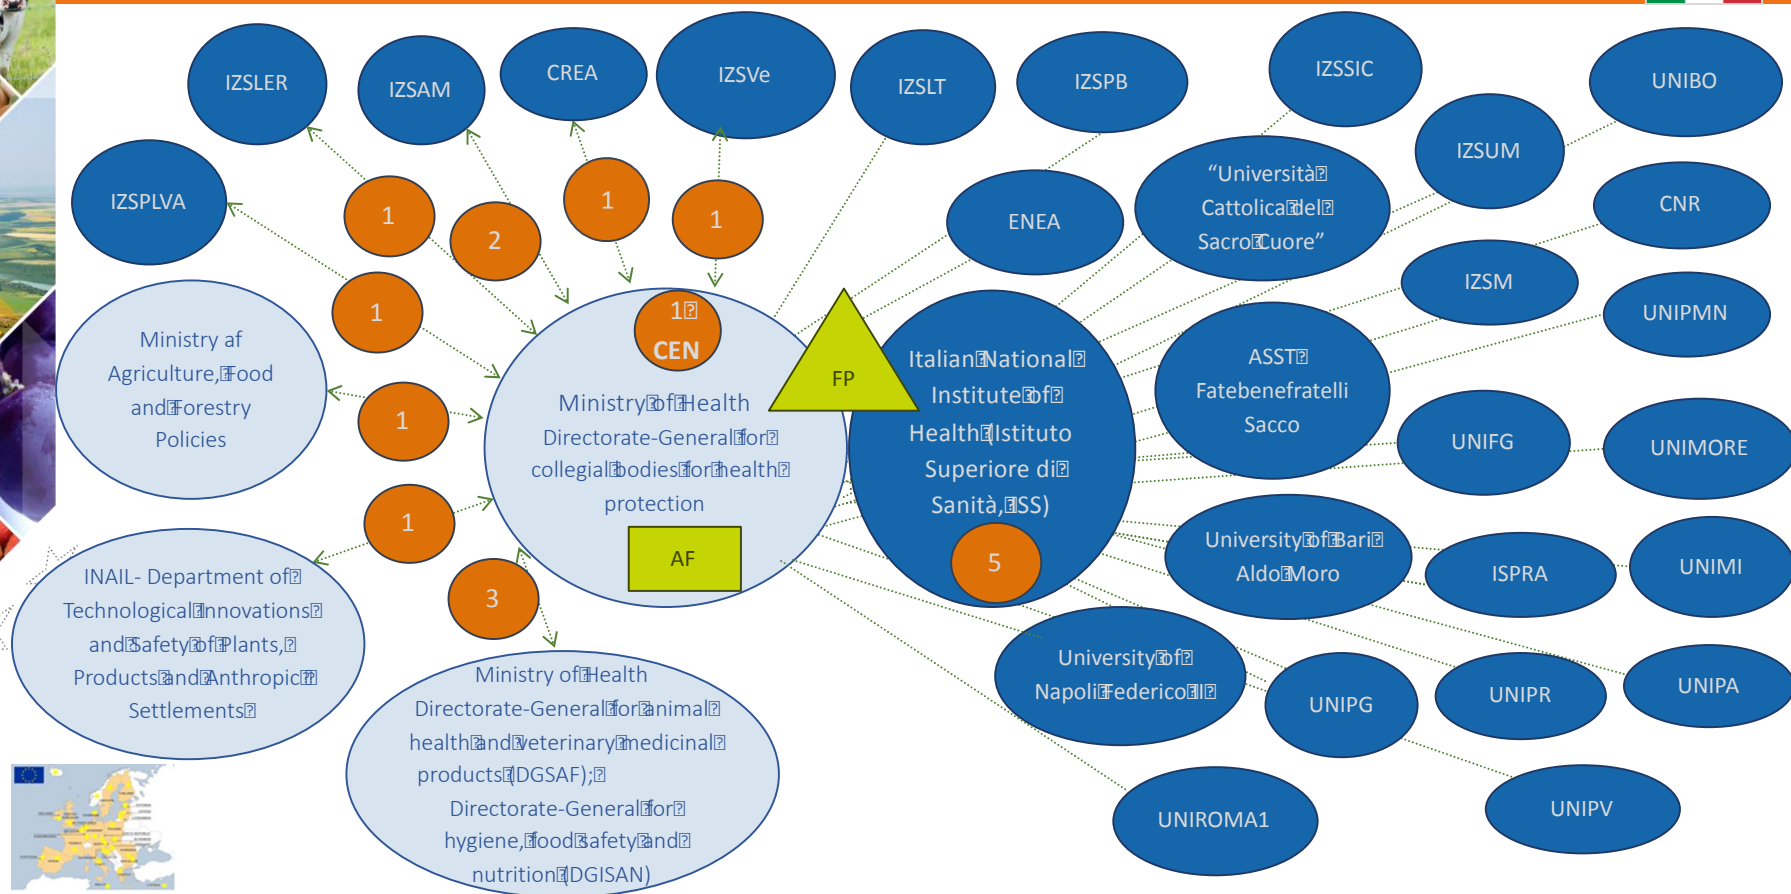 IZSLER
IZSAM
CREA
IZSVe
IZSLT
IZSPB
IZSSIC
UNIBO
IZSPLVA
1
2
1
1
ENEA
“Università
Cattolica del
Sacro Cuore”
IZSUM
CNR
1
IZSM
UNIPMN
Ministry af
Agriculture, Food
and Forestry
Policies
1
1
CEN
Ministry of Health
Directorate-General for
collegial bodies for health
protection
AF
FP
Italian National
Institute of
Health (Istituto
Superiore di
Sanità, ISS)
5
ASST
Fatebenefratelli
Sacco
UNIFG
UNIMORE
1
INAIL- Department of
Technological Innovations
and Safety of Plants,
Products and Anthropic
Settlements
3
Ministry of Health
Directorate-General for animal
health and veterinary medicinal
products (DGSAF);
Directorate-General for
hygiene, food safety and
nutrition (DGISAN)
University of Bari
Aldo Moro
ISPRA
UNIMI
University of
Napoli Federico II
UNIPG
UNIPR
UNIPA
UNIROMA1
UNIPV